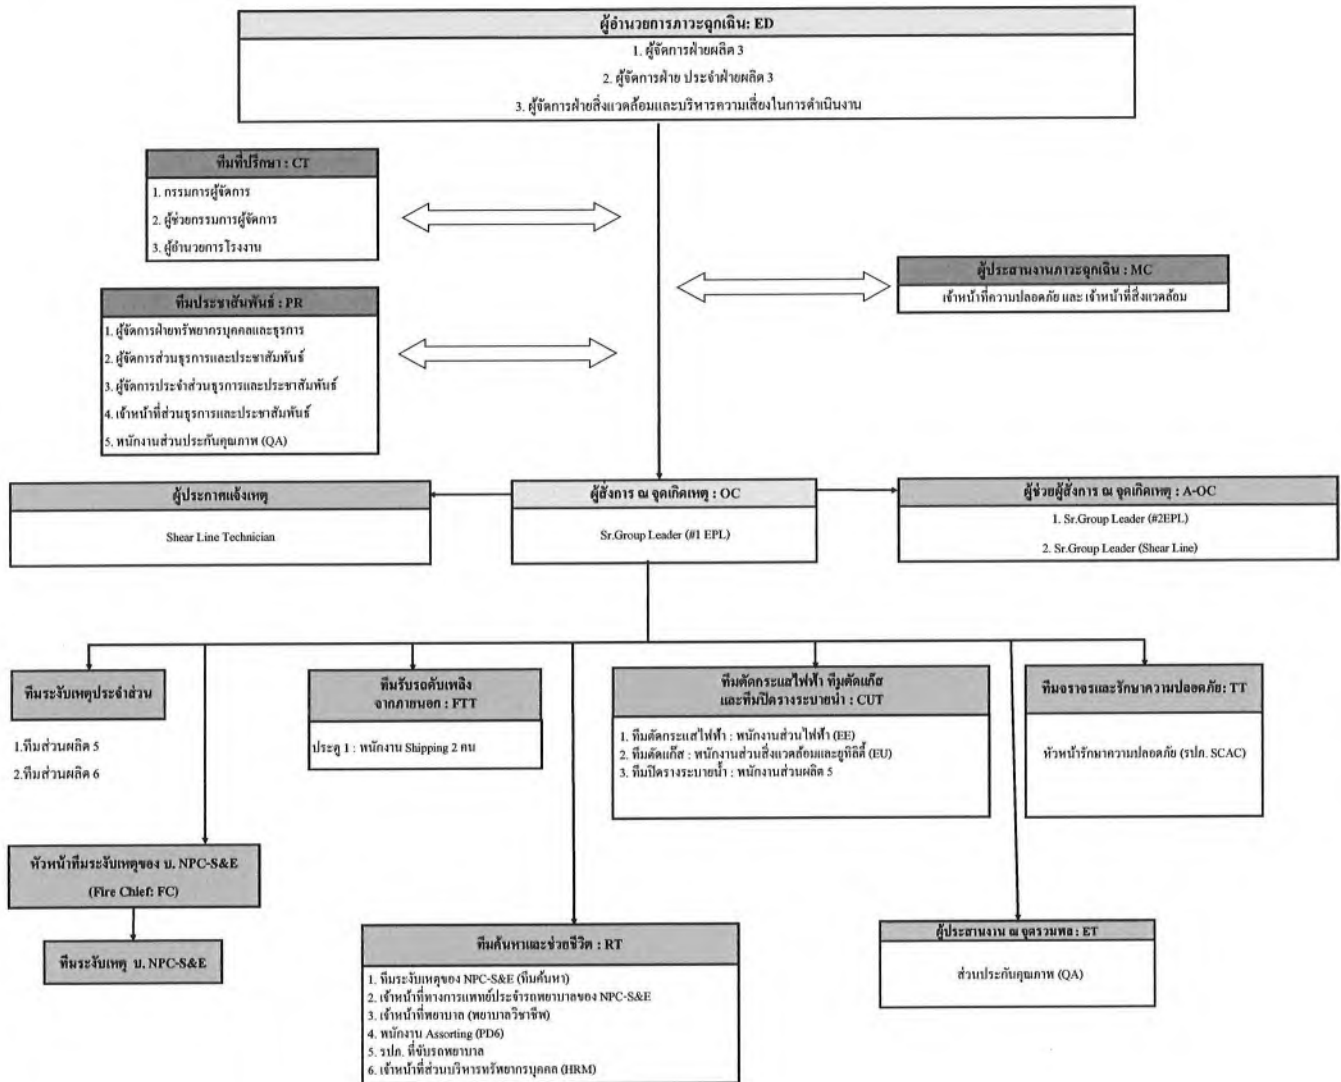 ผู้อำนวยการภาวะฉุกเฉิน: ED
1. ผู้จัดการฝ่ายผลิต 3
2. ผู้จัดการฝ่าย ประจำฝ่ายผลิต 3
3. ผู้จัดการฝ่ายสิ่งแวดล้อมและบริหารความเสี่ยงในการดำเนินงาน
ทีมที่ปรึกษา : CT
1. กรรมการผู้จัดการ
2. ผู้ช่วยกรรมการผู้จัดการ
3. ผู้อำนวยการโรงงาน
ผู้ประสานงานภาวะฉุกเฉิน : MC
เจ้าหน้าที่ความปลอดภัย และ เจ้าหน้าที่สิ่งแวดล้อม
ทีมประชาสัมพันธ์ : PR
1. ผู้จัดการฝ่ายทรัพยากรบุคคลและธุรการ
2. ผู้จัดการส่วนธุรการและประชาสัมพันธ์
3. ผู้จัดการประจำส่วนธุรการและประชาสัมพันธ์
4. เจ้าหน้าที่ส่วนธุรการและประชาสัมพันธ์
5. พนักงานส่วนประกันคุณภาพ (QA)
ผู้ประกาศแจ้งเหตุ
Shear Line Technician
ผู้สั่งการ ณ จุดเกิดเหตุ : OC
Sr.Group Leader (#1 EPL)
ผู้ช่วยผู้สั่งการ ณ จุดเกิดเหตุ : A-OC
1. Sr.Group Leader (#2EPL)
2. Sr.Group Leader (Shear Line)
ทีมระงับเหตุประจำส่วน
1.ทีมส่วนผลิต 5
2.ทีมส่วนผลิต 6
ทีมรับรถดับเพลิง
จากภายนอก : FTT
ประตู 1 : พนักงาน Shipping 2 คน
ทีมตัดกระแสไฟฟ้า ทีมตัดแก๊ส
และทีมปิดรางระบายน้ำ : CUT
1. ทีมตัดกระแสไฟฟ้า : พนักงานส่วนไฟฟ้า (EE)
2. ทีมตัดแก๊ส : พนักงานส่วนสิ่งแวดล้อมและยูทิลิตี้ (EU)
3. ทีมปิดรางระบายน้ำ : พนักงานส่วนผลิต 5
ทีมจราจรและรักษาความปลอดภัย: TT
หัวหน้ารักษาความปลอดภัย (รปภ. SCAC)
หัวหน้าทีมระงับเหตุของ บ. NPC-S&E
(Fire Chief: FC)
ทีมระงับเหตุ บ. NPC-S&E
ทีมค้นหาและช่วยชีวิต : RT
1. ทีมระงับเหตุของ NPC-S&E (ทีมค้นหา)
2. เจ้าหน้าที่ทางการแพทย์ประจำรถพยาบาลของ NPC-S&E
3. เจ้าหน้าที่พยาบาล (พยาบาลวิชาชีพ)
4. พนักงาน Assorting (PD6)
5. รปภ. ที่ขับรถพยาบาล
6. เจ้าหน้าที่ส่วนบริหารทรัพยากรบุคคล (HRM)
ผู้ประสานงาน ณ จุดรวมพล : ET
ส่วนประกันคุณภาพ (QA)